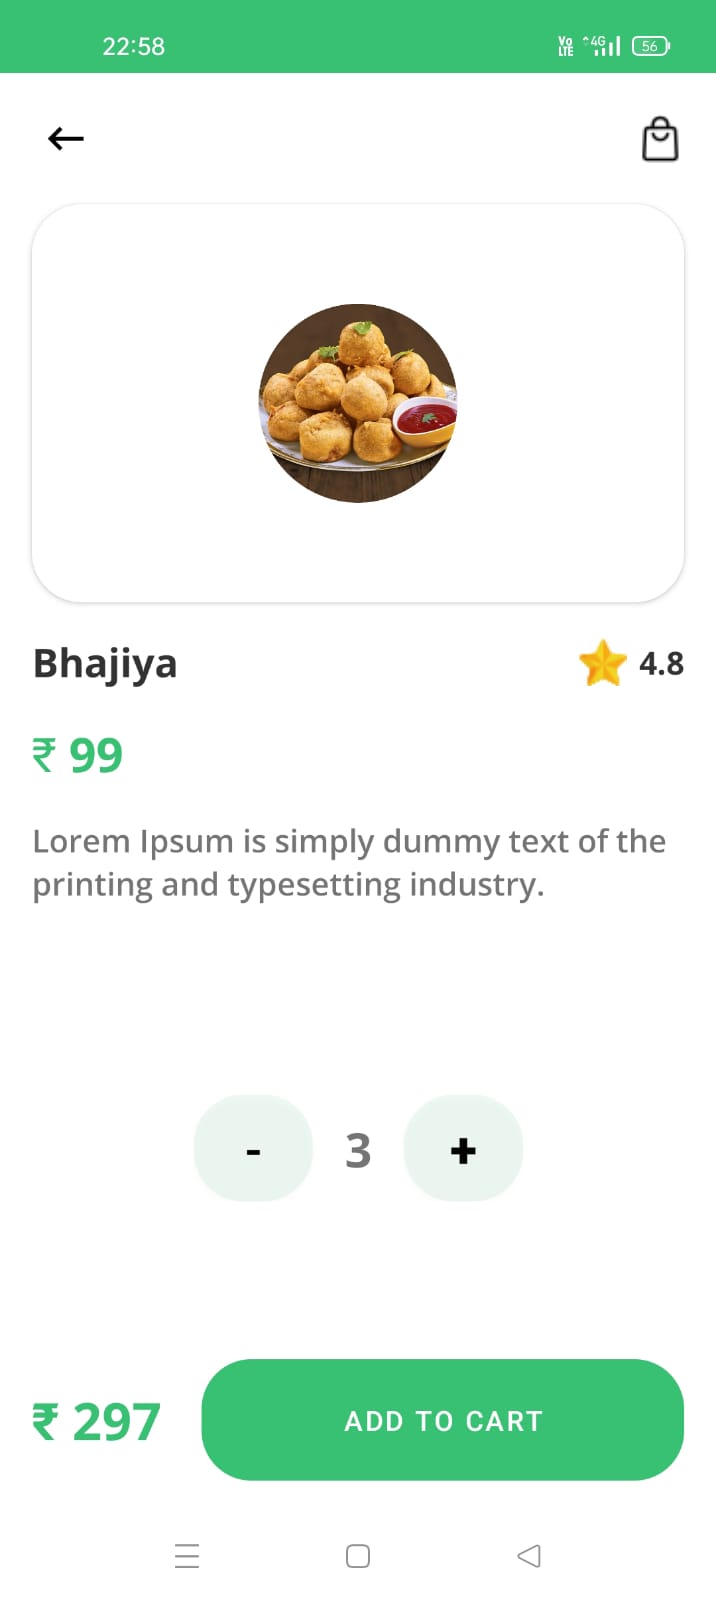 22:58 Vo LTE 4G 56
Bhajiya 4.8
₹ 99
Lorem Ipsum is simply dummy text of the
printing and typesetting industry.
- 3 +
₹ 297 ADD TO CART